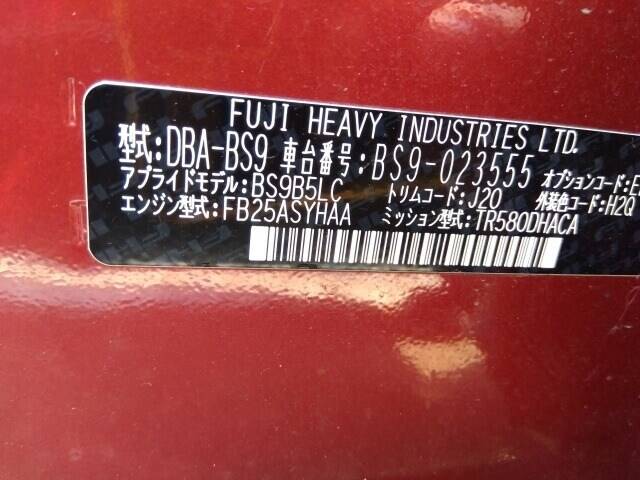 FUJI HEAVY INDUSTRIES LTD.
型式:DBA-BS9 車台番号:BS9-023555 オプションコード:E
アプライドモデル:BS9B5LC トリムコード:J20 外装色コード:H2Q
エンジン型式:FB25ASYHAA ミッション型式:TR580DHACA